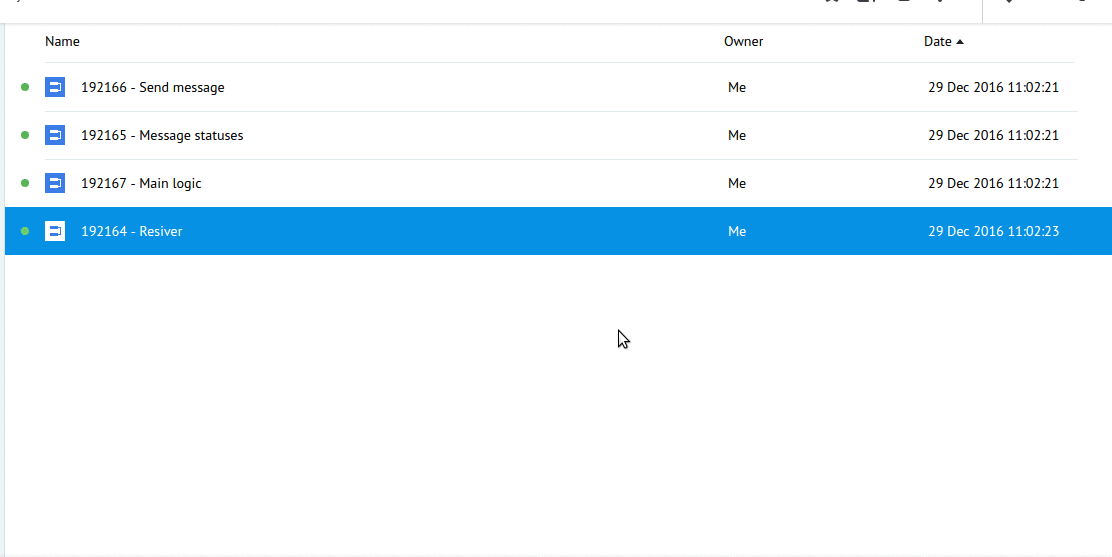 Name Owner Date
192166 - Send message Me 29 Dec 2016 11:02:21
192165 - Message statuses Me 29 Dec 2016 11:02:21
192167 - Main logic Me 29 Dec 2016 11:02:21
192164 - Resiver Me 29 Dec 2016 11:02:23